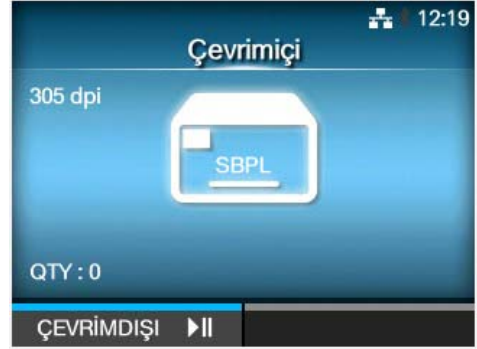 12:19
Çevrimiçi
305 dpi
SBPL
QTY : 0
ÇEVRİMDIŞI